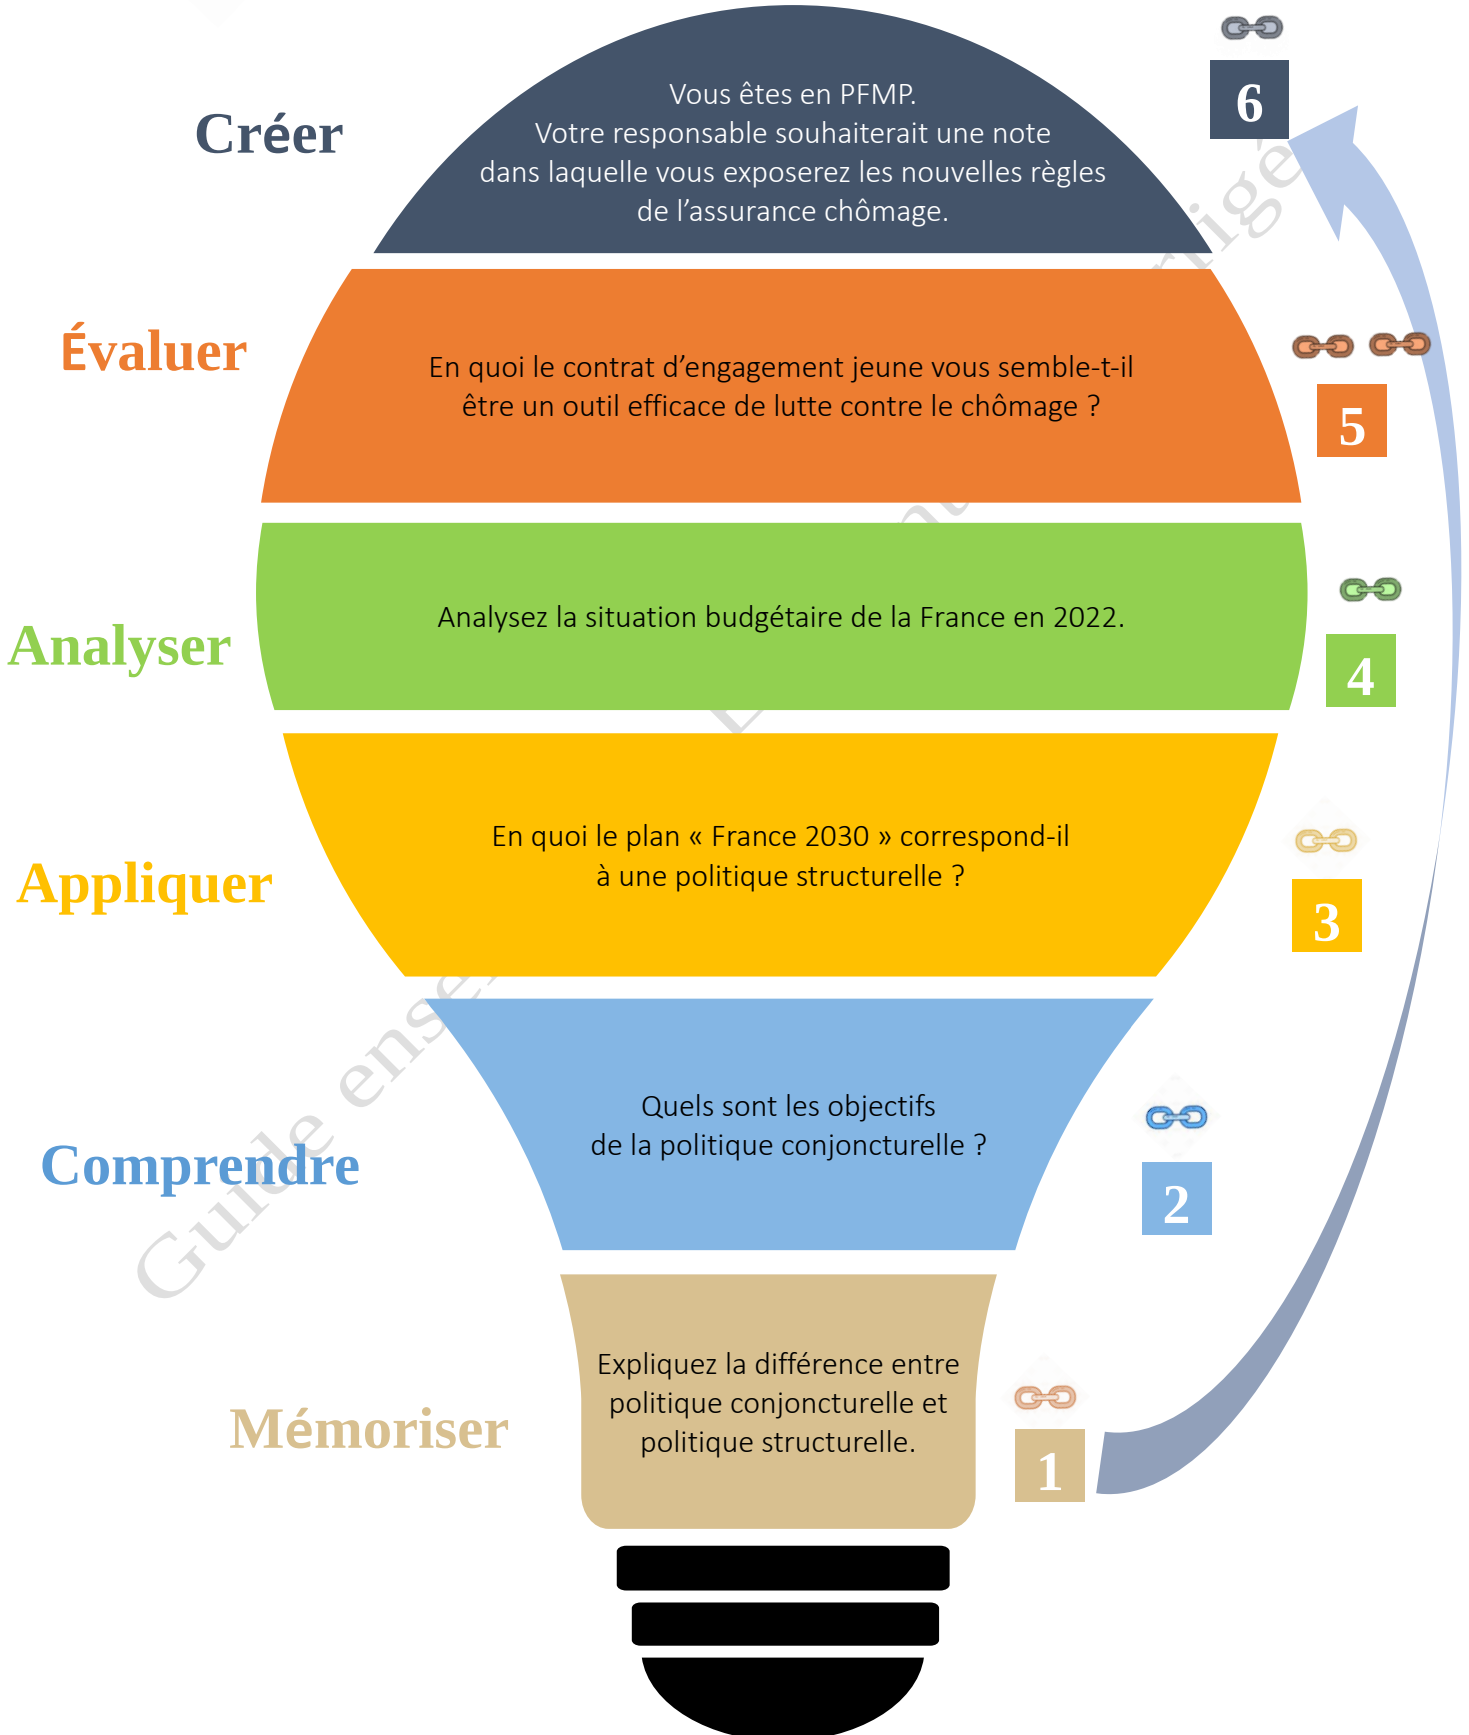 6
Créer
Vous êtes en PFMP.
Votre responsable souhaiterait une note
dans laquelle vous exposerez les nouvelles règles
de l’assurance chômage.
Évaluer
En quoi le contrat d’engagement jeune vous semble-t-il
être un outil efficace de lutte contre le chômage ?
5
Analyser
Analysez la situation budgétaire de la France en 2022.
4
Appliquer
En quoi le plan « France 2030 » correspond-il
à une politique structurelle ?
3
Comprendre
Quels sont les objectifs
de la politique conjoncturelle ?
2
Mémoriser
Expliquez la différence entre
politique conjoncturelle et
politique structurelle.
1
Guide